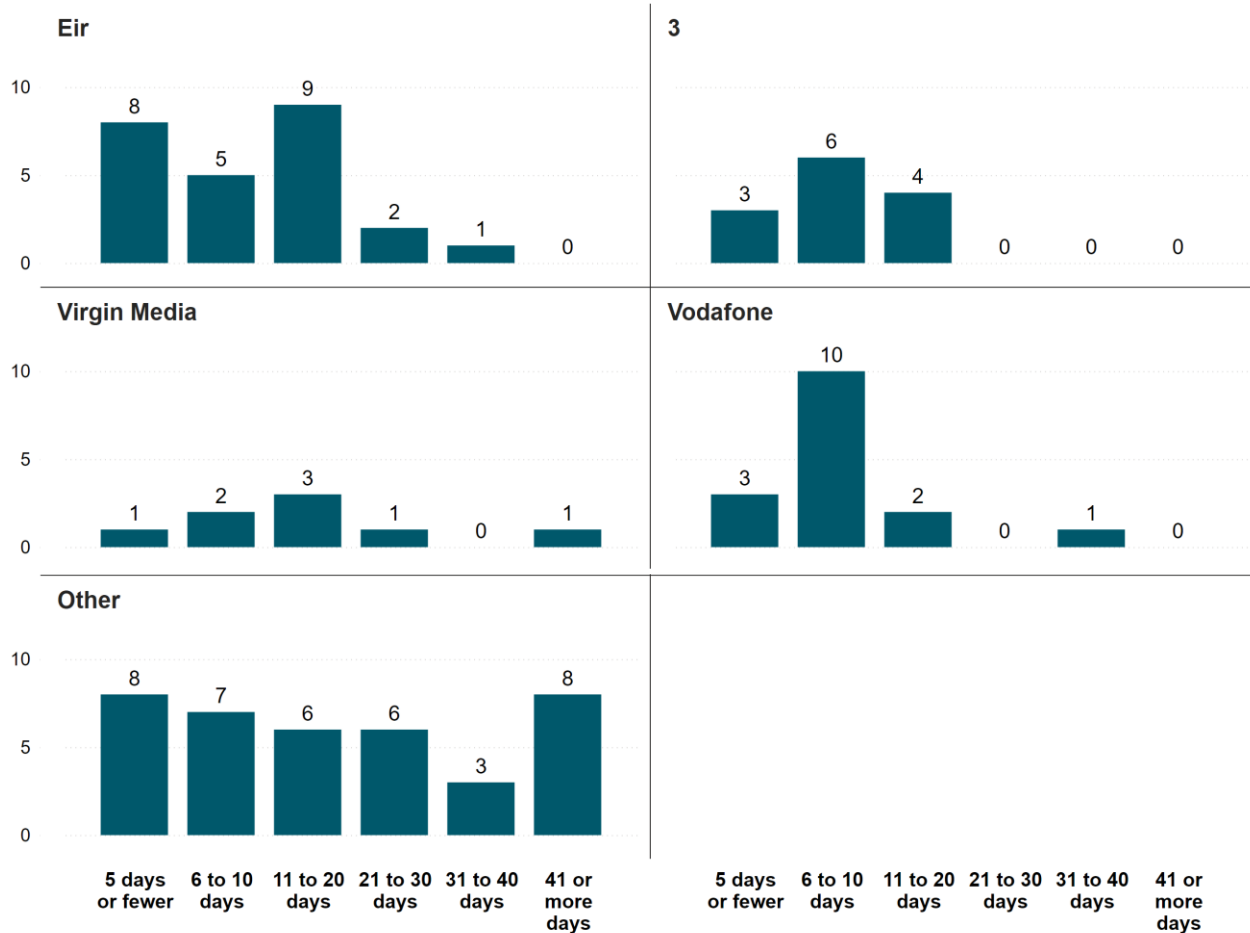 Eir
3
10
5
0
8
5
9
2
1
0
3
6
4
0
0
0
Virgin Media
Vodafone
10
5
0
1
2
3
1
0
1
3
10
2
0
1
0
Other
10
5
0
8
7
6
6
3
8
5 days
or fewer
6 to 10
days
11 to 20
days
21 to 30
days
31 to 40
days
41 or
more
days
5 days
or fewer
6 to 10
days
11 to 20
days
21 to 30
days
31 to 40
days
41 or
more
days